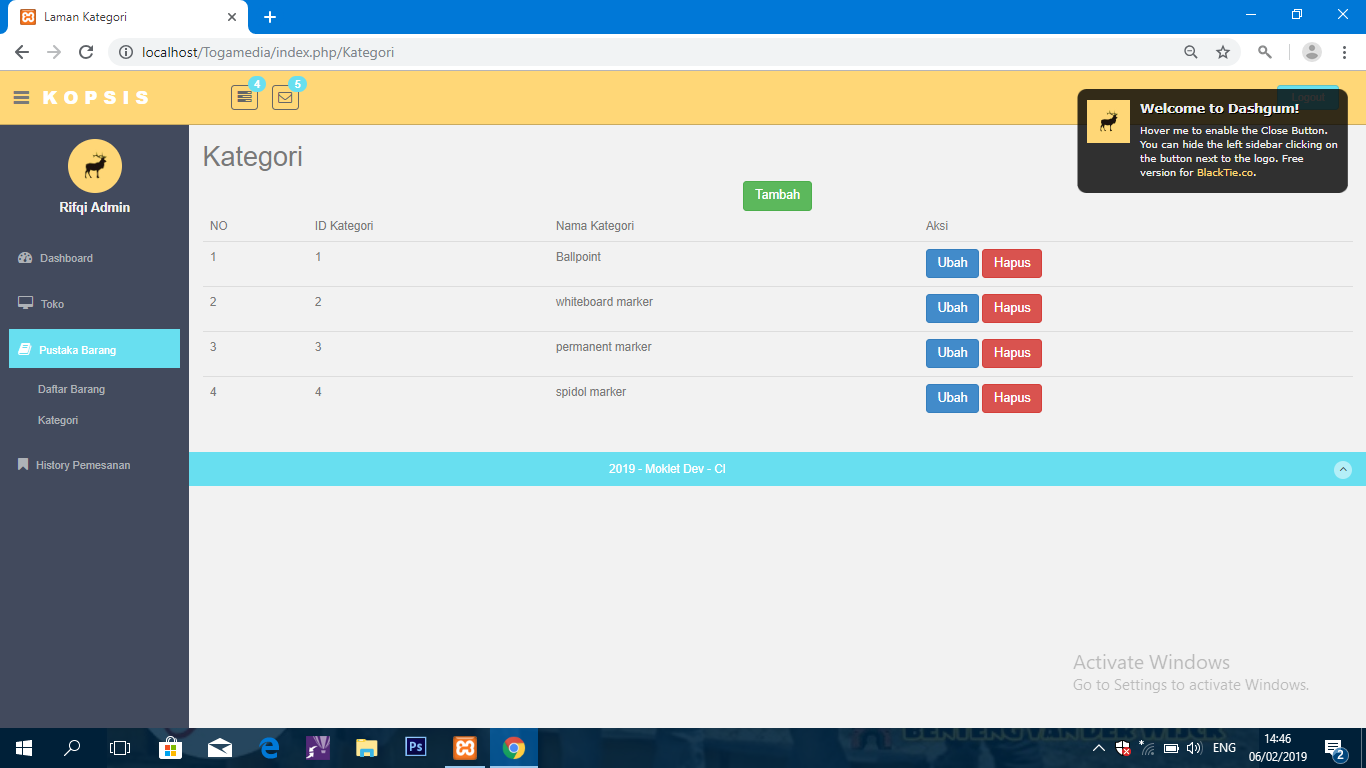 Laman Kategori
localhost/Togamedia/index.php/Kategori
KOPSIS
4
5
Logout
Welcome to Dashgum!
Hover me to enable the Close Button.
You can hide the left sidebar clicking on
the button next to the logo. Free
version for BlackTie.co.
Rifqi Admin
Dashboard
Toko
Pustaka Barang
Daftar Barang
Kategori
History Pemesanan
Kategori
Tambah
NO ID Kategori Nama Kategori Aksi
1 1 Ballpoint Ubah Hapus
2 2 whiteboard marker Ubah Hapus
3 3 permanent marker Ubah Hapus
4 4 spidol marker Ubah Hapus
2019 - Moklet Dev - CI
Activate Windows
Go to Settings to activate Windows.
Ps
ENG
14:46
06/02/2019
2